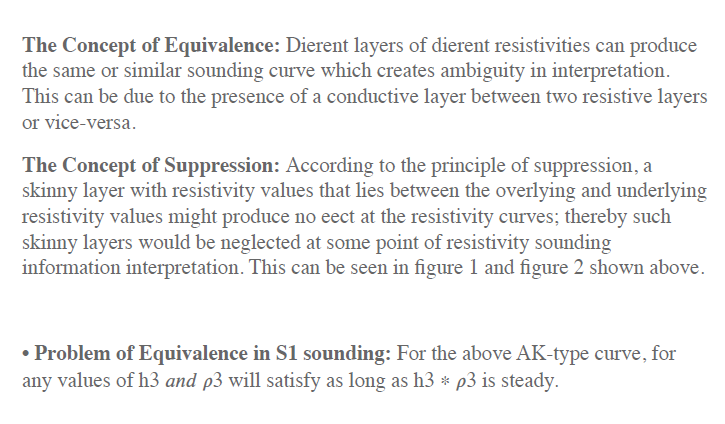 The Concept of Equivalence: Dierent layers of dierent resistivities can produce
the same or similar sounding curve which creates ambiguity in interpretation.
This can be due to the presence of a conductive layer between two resistive layers
or vice-versa.
The Concept of Suppression: According to the principle of suppression, a
skinny layer with resistivity values that lies between the overlying and underlying
resistivity values might produce no eect at the resistivity curves; thereby such
skinny layers would be neglected at some point of resistivity sounding
information interpretation. This can be seen in figure 1 and figure 2 shown above.
• Problem of Equivalence in S1 sounding: For the above AK-type curve, for
any values of h3 and ρ3 will satisfy as long as h3 ∗ ρ3 is steady.